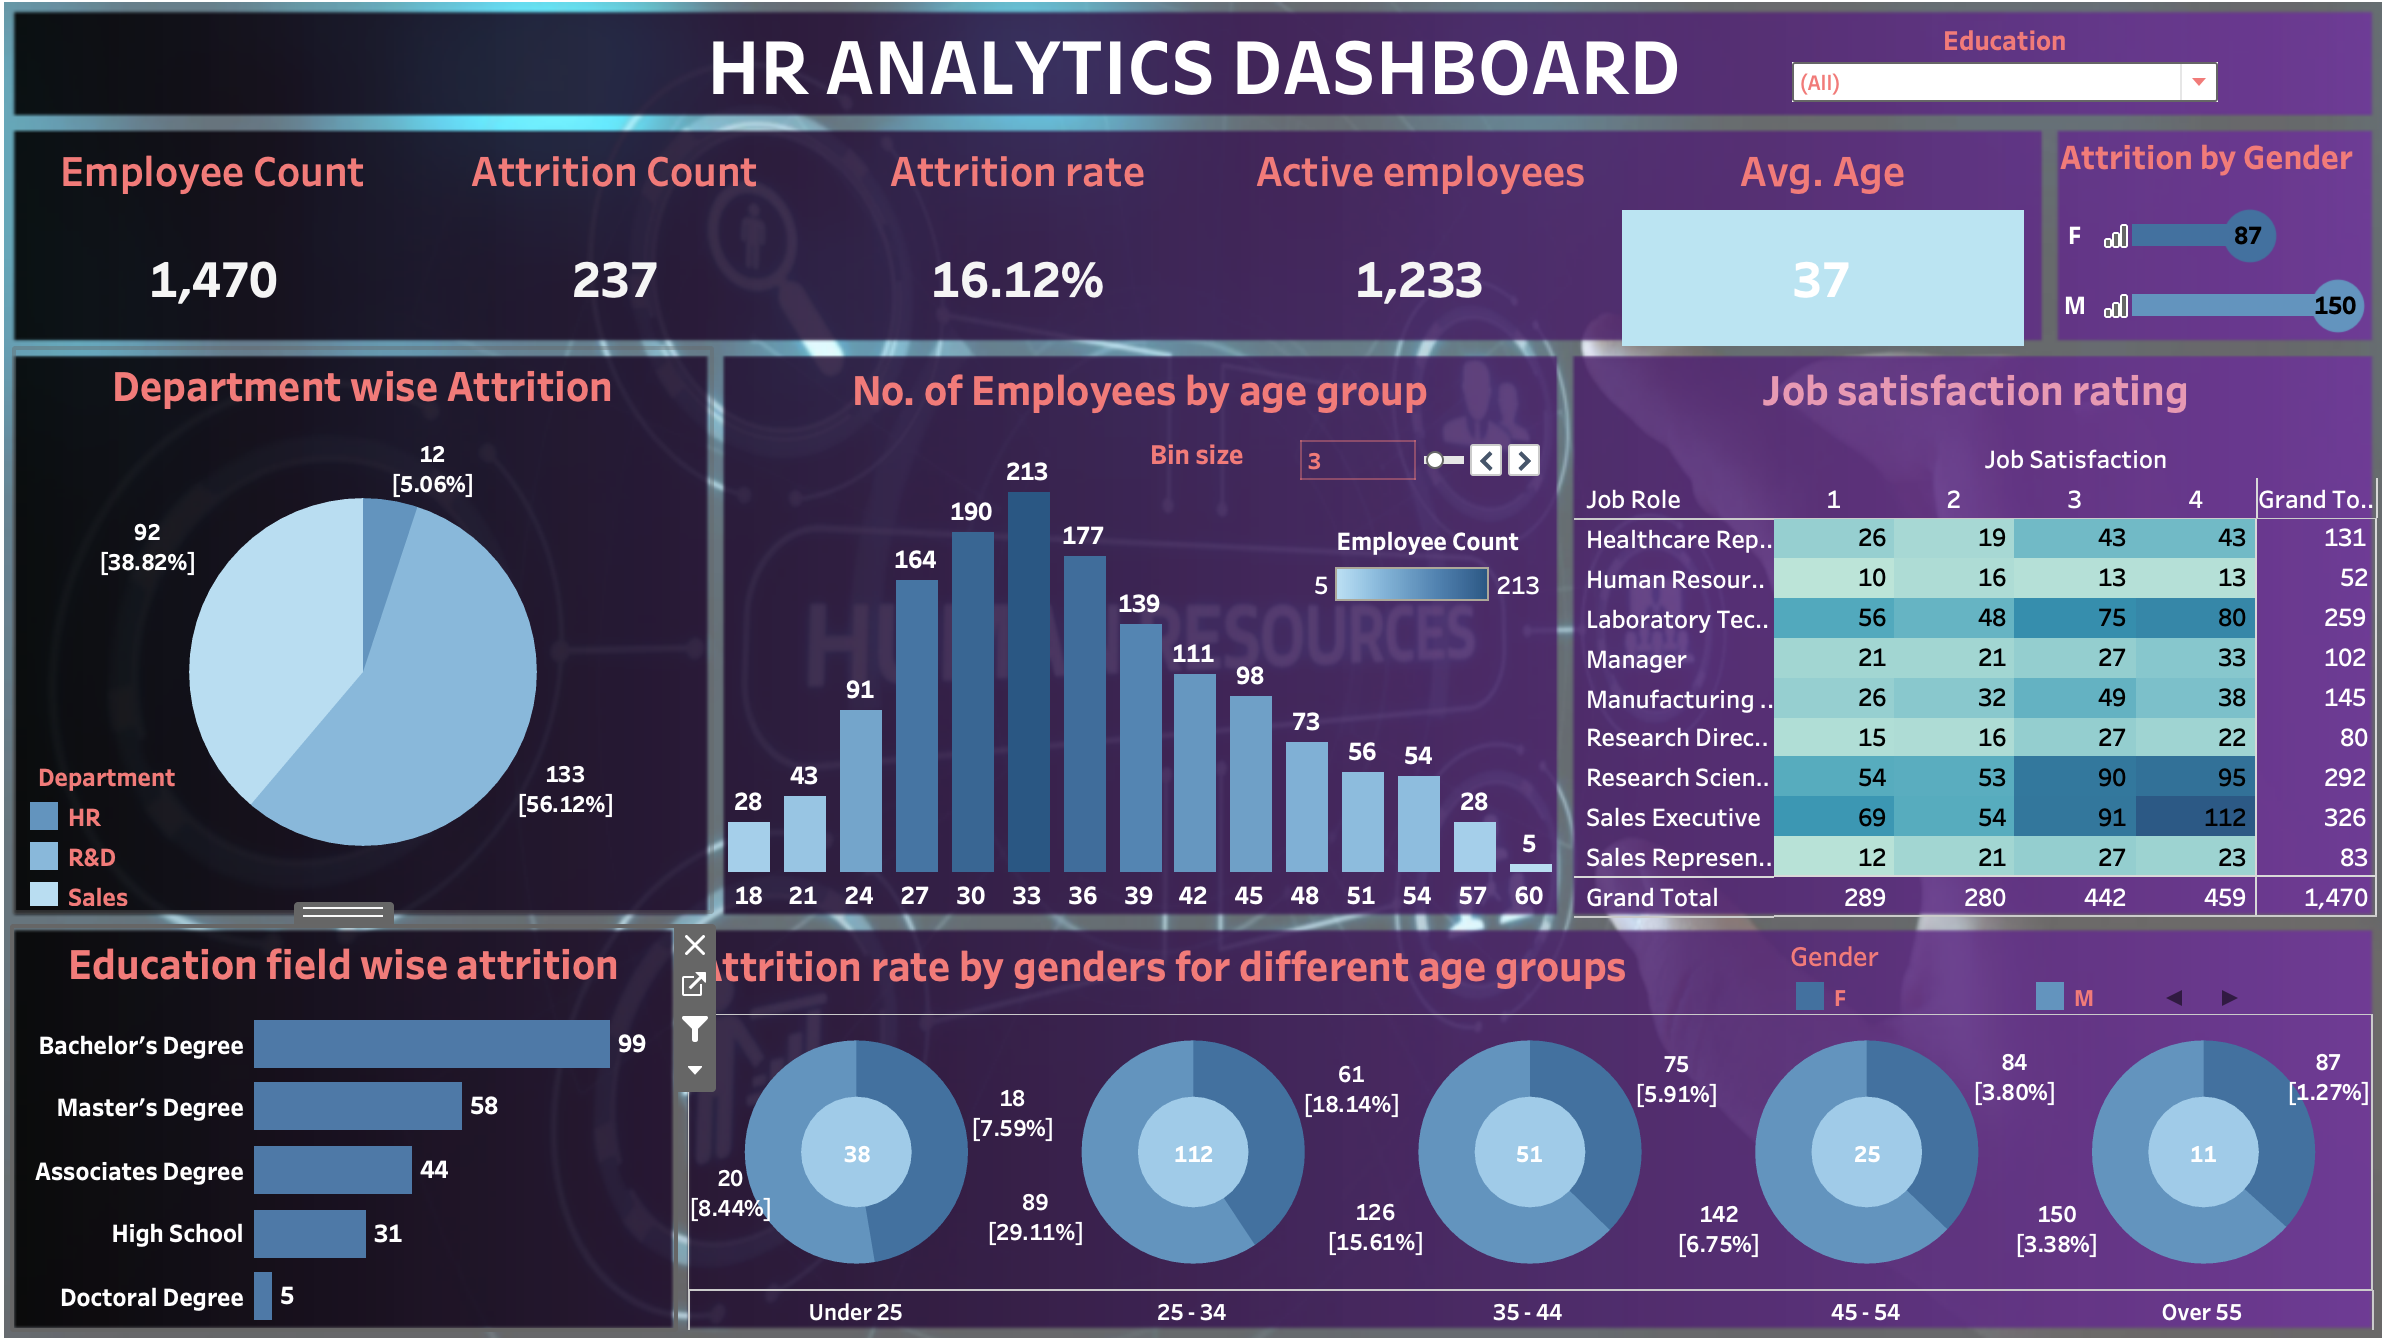 HR ANALYTICS DASHBOARD
Education
(All)
Employee Count
Attrition Count
Attrition rate
Active employees
Avg. Age
1,470
237
16.12%
1,233
37
Attrition by Gender
F 87
M 150
Department wise Attrition
12
[5.06%]
92
[38.82%]
133
[56.12%]
Department
HR
R&D
Sales
No. of Employees by age group
Bin size 3
Employee Count
5 213
28 43 91 164 190 213 177 139 111 98 73 56 54 28 5
18 21 24 27 30 33 36 39 42 45 48 51 54 57 60
HUMAN RESOURCES
Job satisfaction rating
Job Satisfaction
Job Role 1 2 3 4 Grand To..
Healthcare Rep.. 26 19 43 43 131
Human Resour.. 10 16 13 13 52
Laboratory Tec.. 56 48 75 80 259
Manager 21 21 27 33 102
Manufacturing .. 26 32 49 38 145
Research Direc.. 15 16 27 22 80
Research Scien.. 54 53 90 95 292
Sales Executive 69 54 91 112 326
Sales Represen.. 12 21 27 23 83
Grand Total 289 280 442 459 1,470
Education field wise attrition
Bachelor's Degree 99
Master's Degree 58
Associates Degree 44
High School 31
Doctoral Degree 5
ttrition rate by genders for different age groups
Gender
F M
38
18
[7.59%]
20
[8.44%]
112
61
[18.14%]
89
[29.11%]
51
75
[5.91%]
126
[15.61%]
25
84
[3.80%]
142
[6.75%]
11
87
[1.27%]
150
[3.38%]
Under 25
25 - 34
35 - 44
45 - 54
Over 55